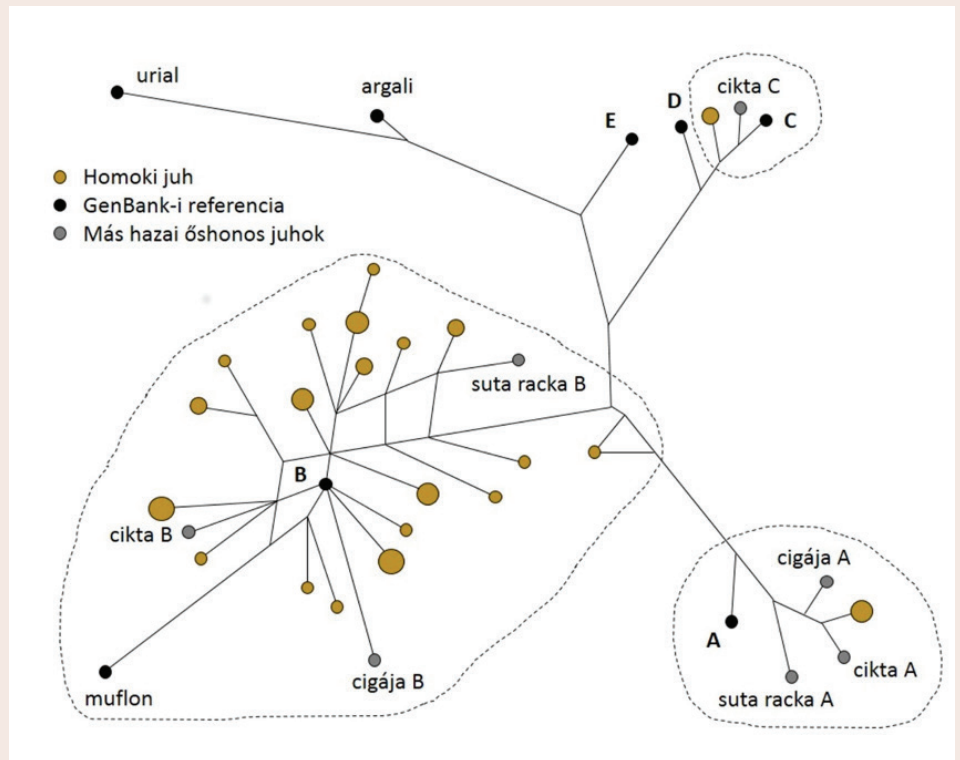 urial
argali
cikta C
E
D
C
Homoki juh
GenBank-i referencia
Más hazai őshonos juhok
suta racka B
B
cikta B
muflon
cigája B
cigája A
A
cikta A
suta racka A